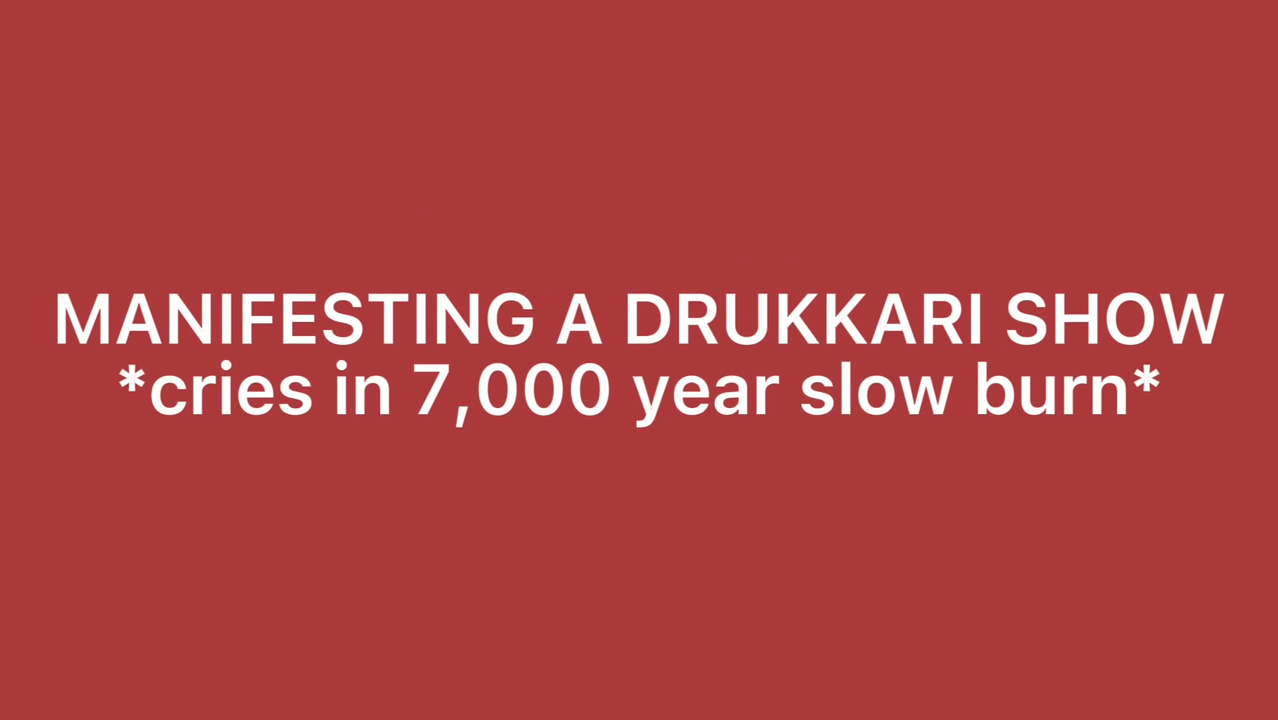 MANIFESTING A DRUKKARI SHOW
*cries in 7,000 year slow burn*